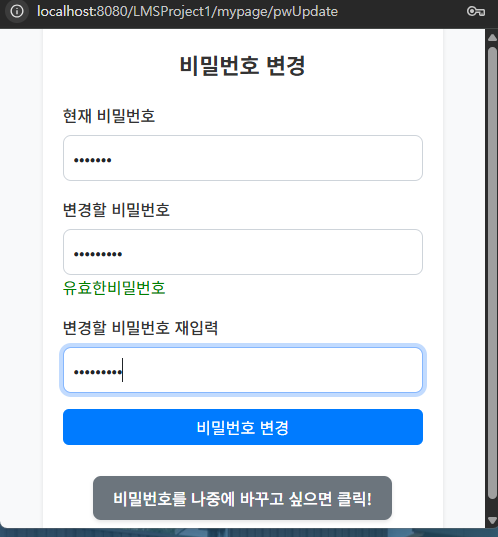 localhost:8080/LMSProject1/mypage/pwUpdate
비밀번호 변경
현재 비밀번호
•••••••
변경할 비밀번호
•••••••••
유효한비밀번호
변경할 비밀번호 재입력
•••••••••
비밀번호 변경
비밀번호를 나중에 바꾸고 싶으면 클릭!